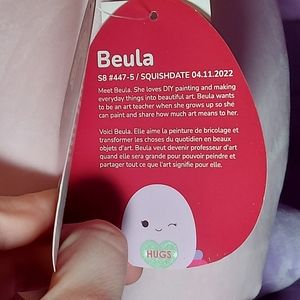 Beula
SB #447-5 / SQUISHDATE 04.11.2022
Meet Beula. She loves DIY painting and making
everyday things into beautiful art. Beula wants
to be an art teacher when she grows up so she
can paint and share how much art means to her.
Voici Beula. Elle aime la peinture de bricolage et
transformer les choses du quotidien en beaux
objets d'art. Beula veut devenir professeur d'art
quand elle sera grande pour pouvoir peindre et
partager tout ce que l'art signifie pour elle.
HUGS